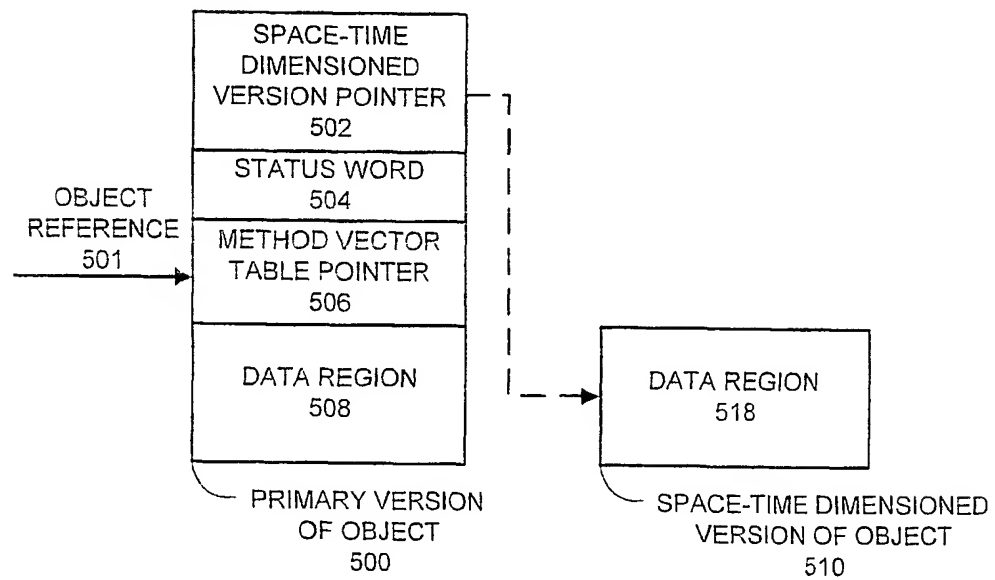 SPACE-TIME
DIMENSIONED
VERSION POINTER
502
STATUS WORD
504
OBJECT
REFERENCE
501
METHOD VECTOR
TABLE POINTER
506
DATA REGION
508
DATA REGION
518
PRIMARY VERSION
OF OBJECT
500
SPACE-TIME DIMENSIONED
VERSION OF OBJECT
510